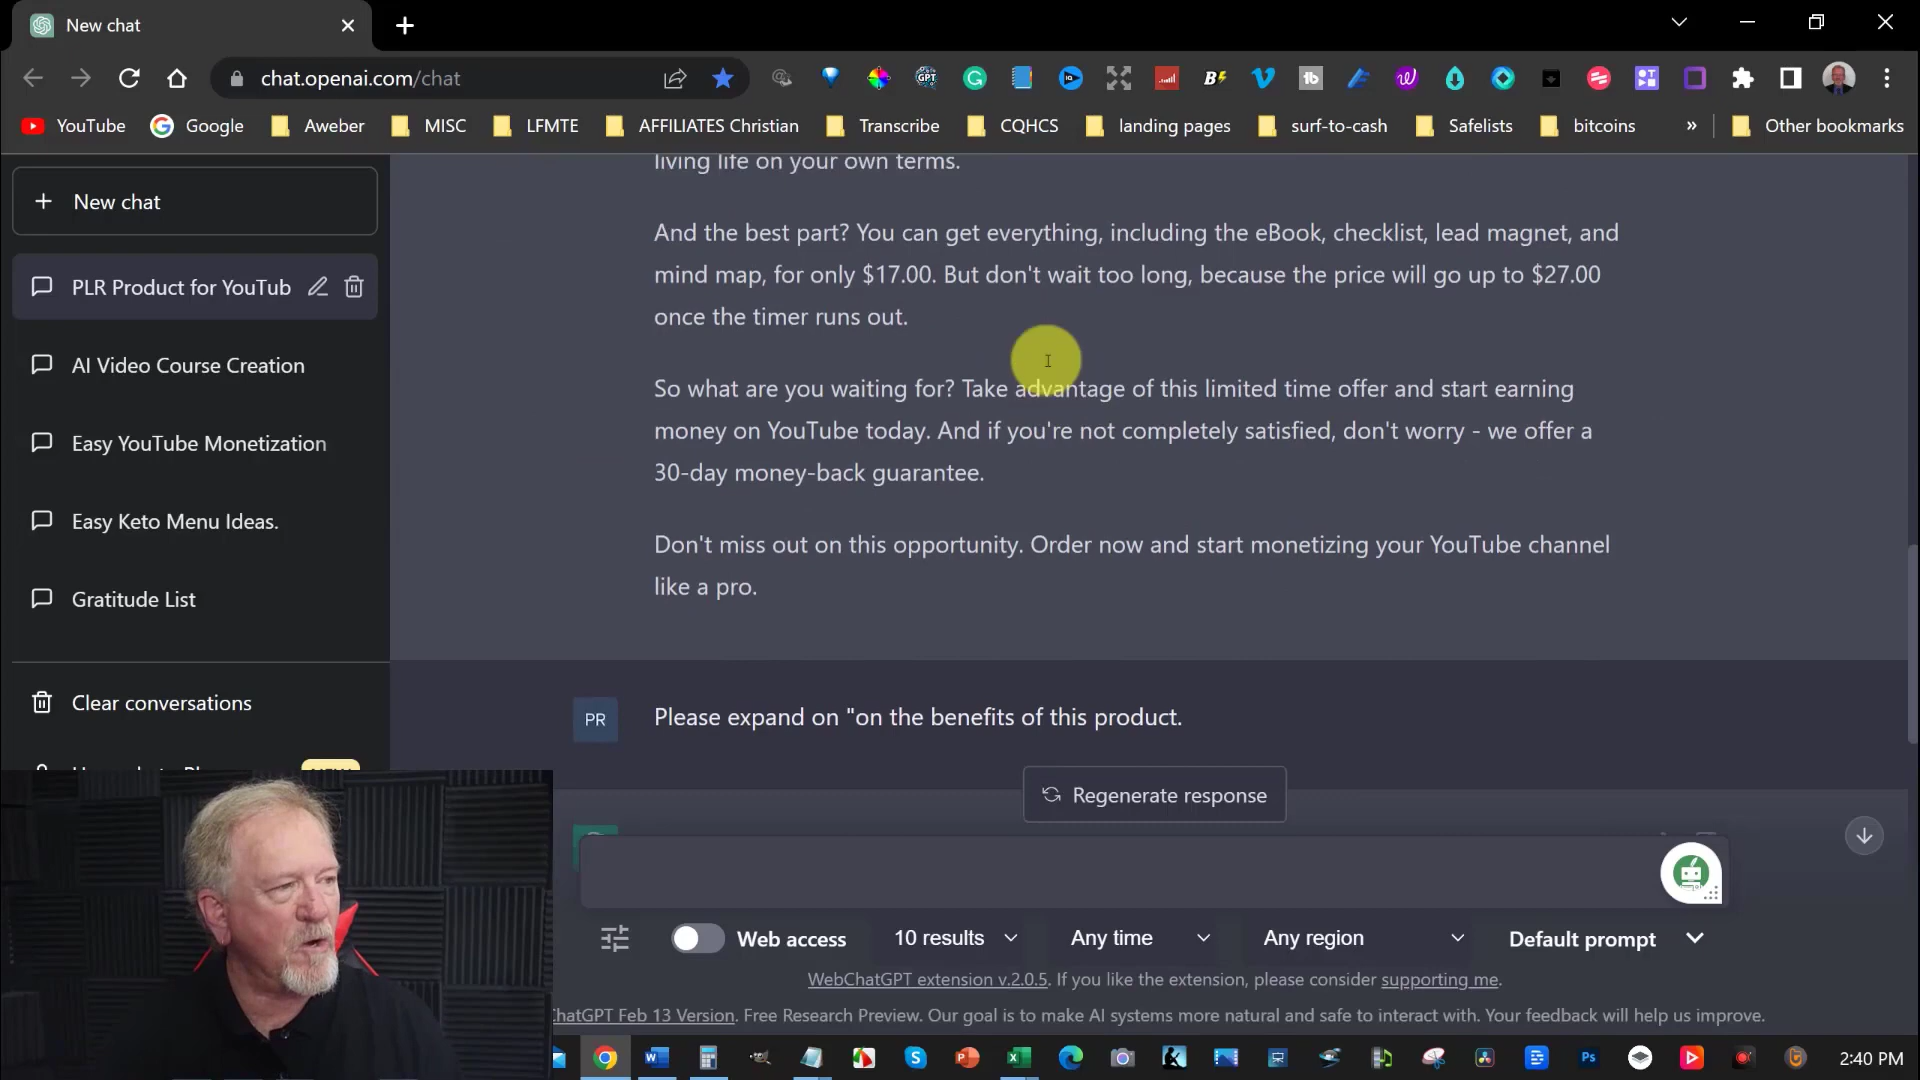 New chat
chat.openai.com/chat
YouTube
Google
Aweber
MISC
LFMTE
AFFILIATES Christian
Transcribe
CQHCS
landing pages
surf-to-cash
Safelists
bitcoins
»
Other bookmarks
New chat
PLR Product for YouTub
AI Video Course Creation
Easy YouTube Monetization
Easy Keto Menu Ideas.
Gratitude List
Clear conversations
living life on your own terms.
And the best part? You can get everything, including the eBook, checklist, lead magnet, and
mind map, for only $17.00. But don't wait too long, because the price will go up to $27.00
once the timer runs out.
So what are you waiting for? Take advantage of this limited time offer and start earning
money on YouTube today. And if you're not completely satisfied, don't worry - we offer a
30-day money-back guarantee.
Don't miss out on this opportunity. Order now and start monetizing your YouTube channel
like a pro.
PR
Please expand on "on the benefits of this product.
Regenerate response
Web access
10 results
Any time
Any region
Default prompt
WebChatGPT extension v.2.0.5. If you like the extension, please consider supporting me.
ChatGPT Feb 13 Version. Free Research Preview. Our goal is to make AI systems more natural and safe to interact with. Your feedback will help us improve.
2:40 PM